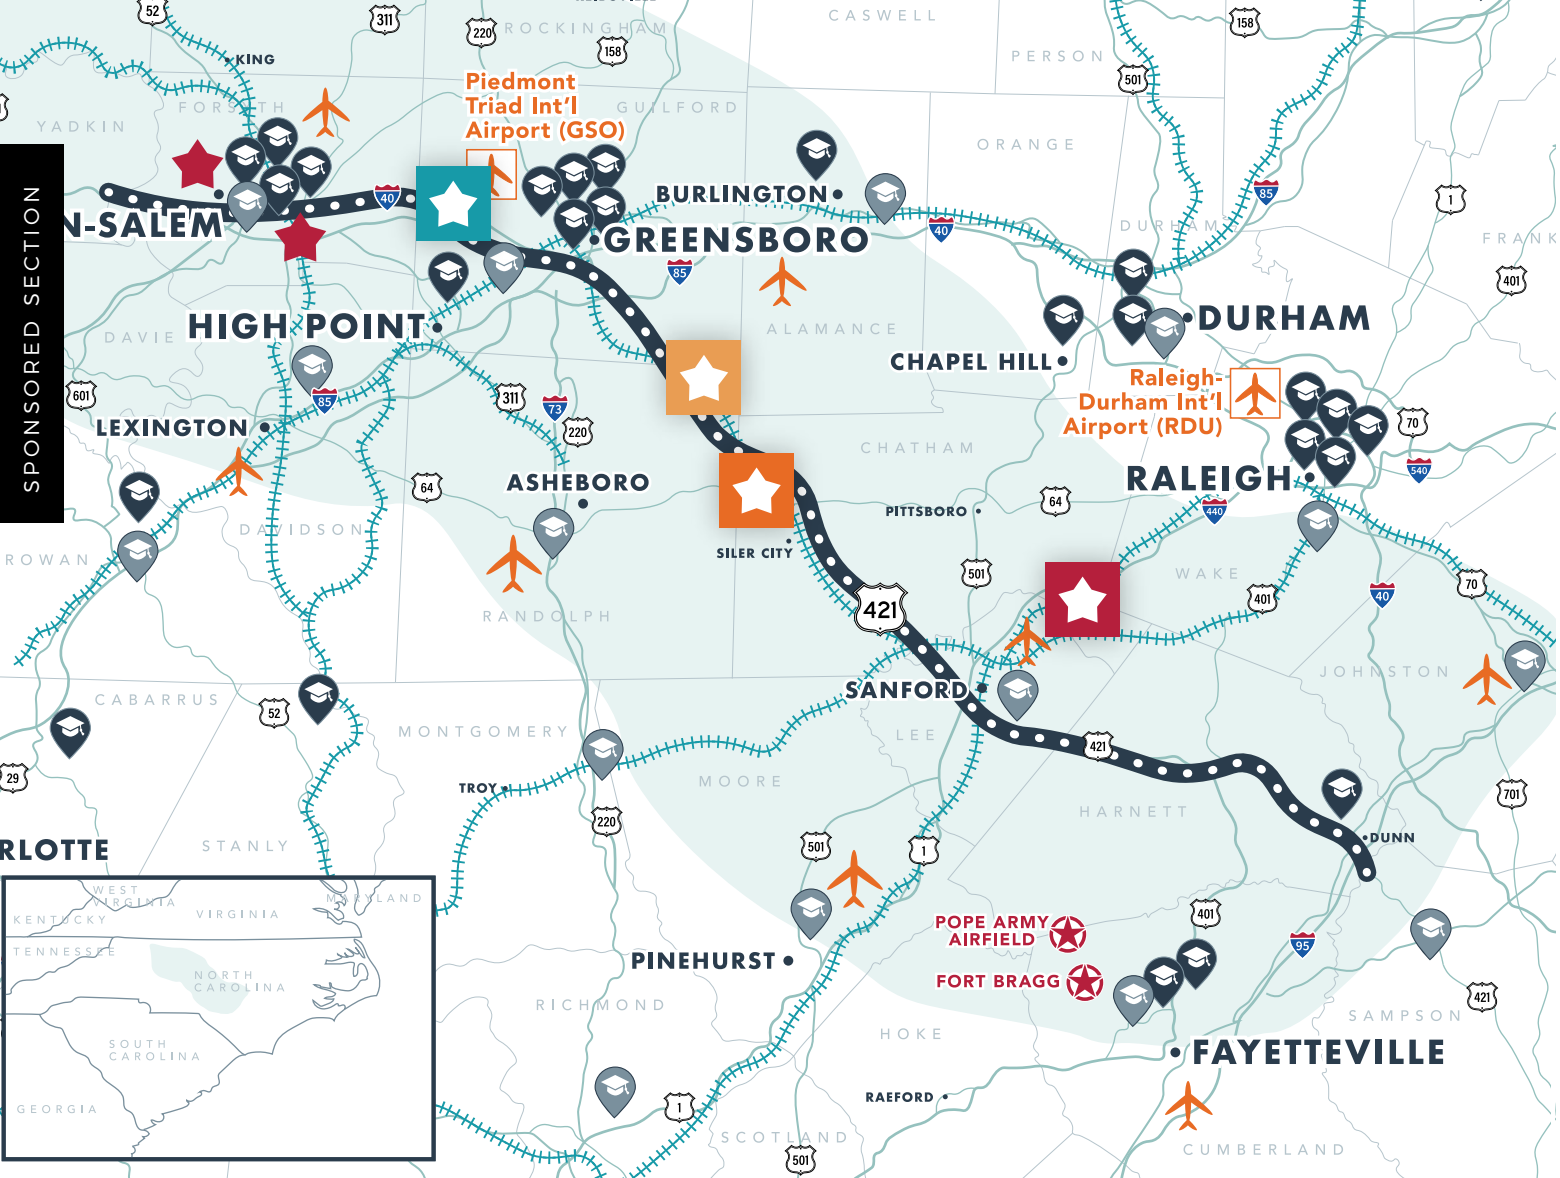 52
311
220
ROCKINGHAM
158
CASWELL
158
PERSON
501
KING
FORSYTH
YADKIN
Piedmont
Triad Int'l
Airport (GSO)
GUILFORD
ORANGE
SPONSORED SECTION
40
BURLINGTON
85
1
N-SALEM
GREENSBORO
40
DURHAM
FRANK
85
401
HIGH POINT
DAVIE
ALAMANCE
DURHAM
CHAPEL HILL
Raleigh-
Durham Int'l
Airport (RDU)
601
85
311
73
220
70
LEXINGTON
CHATHAM
540
64
ASHEBORO
RALEIGH
PITTSBORO
64
440
DAVIDSON
SILER CITY
ROWAN
501
WAKE
401
40
70
RANDOLPH
421
JOHNSTON
CABARRUS
52
SANFORD
MONTGOMERY
LEE
421
29
TROY
MOORE
HARNETT
701
220
501
1
DUNN
RLOTTE
STANLY
WEST
VIRGINIA
MARYLAND
KENTUCKY
VIRGINIA
TENNESSEE
NORTH
CAROLINA
SOUTH
CAROLINA
GEORGIA
401
POPE ARMY
AIRFIELD
95
PINEHURST
FORT BRAGG
421
RICHMOND
HOKE
SAMPSON
FAYETTEVILLE
RAEFORD
1
SCOTLAND
501
CUMBERLAND